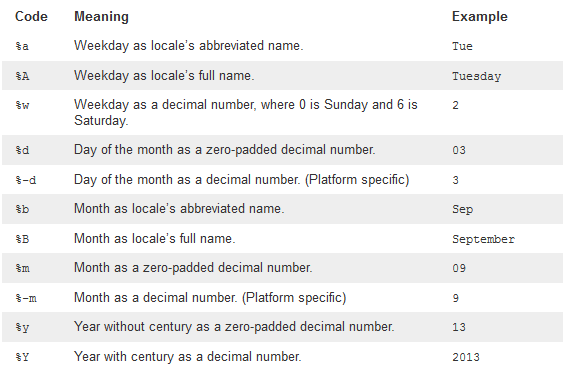 Code Meaning Example
%a Weekday as locale’s abbreviated name. Tue
%A Weekday as locale’s full name. Tuesday
%w Weekday as a decimal number, where 0 is Sunday and 6 is 2
Saturday.
%d Day of the month as a zero-padded decimal number. 03
%-d Day of the month as a decimal number. (Platform specific) 3
%b Month as locale’s abbreviated name. Sep
%B Month as locale’s full name. September
%m Month as a zero-padded decimal number. 09
%-m Month as a decimal number. (Platform specific) 9
%y Year without century as a zero-padded decimal number. 13
%Y Year with century as a decimal number. 2013